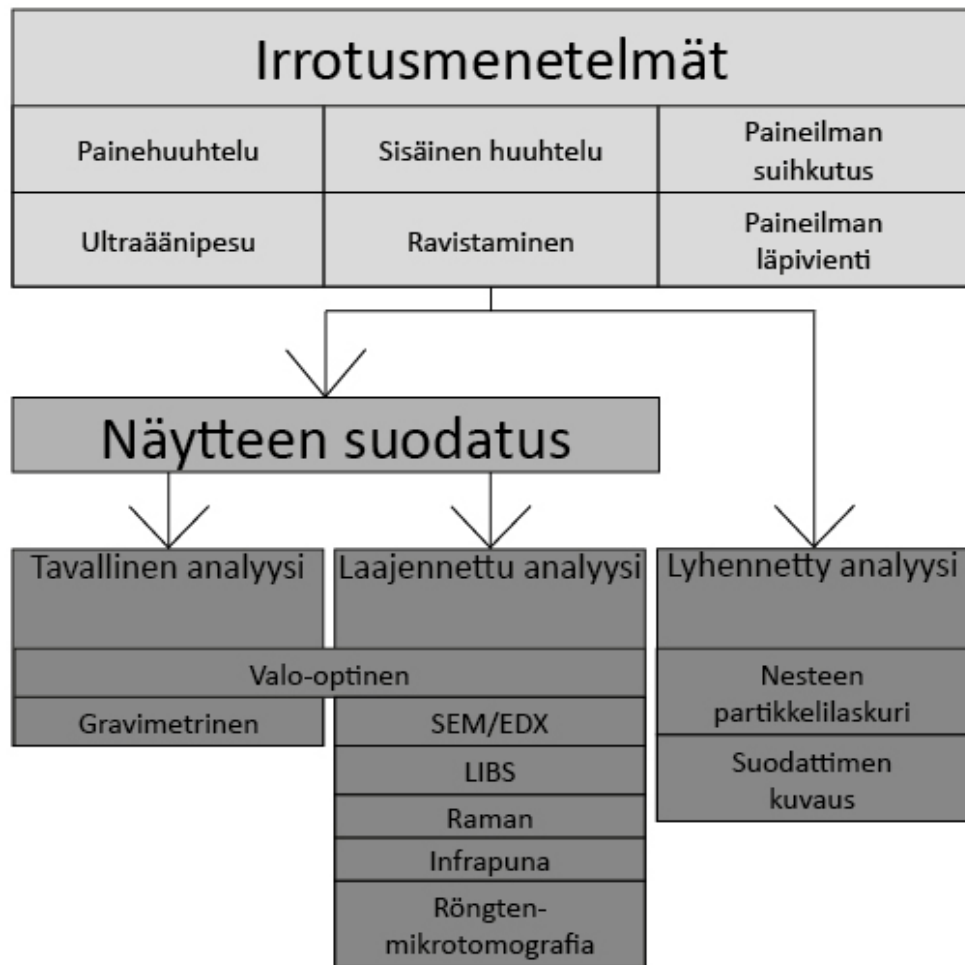 Irrotusmenetelmät
Painehuuhtelu
Sisäinen huuhtelu
Paineilman
suihkutus
Ultraäänipesu
Ravistaminen
Paineilman
läpivienti
Näytteen suodatus
Tavallinen analyysi
Laajennettu analyysi
Lyhennetty analyysi
Valo-optinen
Gravimetrinen
SEM/EDX
LIBS
Raman
Infrapuna
Röngten-
mikrotomografia
Nesteen
partikkelilaskuri
Suodattimen
kuvaus